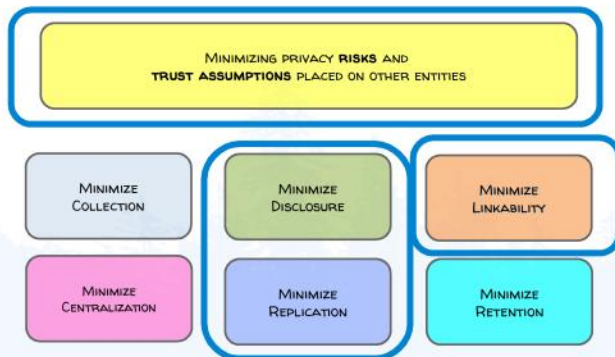 MINIMIZING PRIVACY RISKS AND
TRUST ASSUMPTIONS PLACED ON OTHER ENTITIES
MINIMIZE
COLLECTION
MINIMIZE
DISCLOSURE
MINIMIZE
LINKABILITY
MINIMIZE
CENTRALIZATION
MINIMIZE
REPLICATION
MINIMIZE
RETENTION